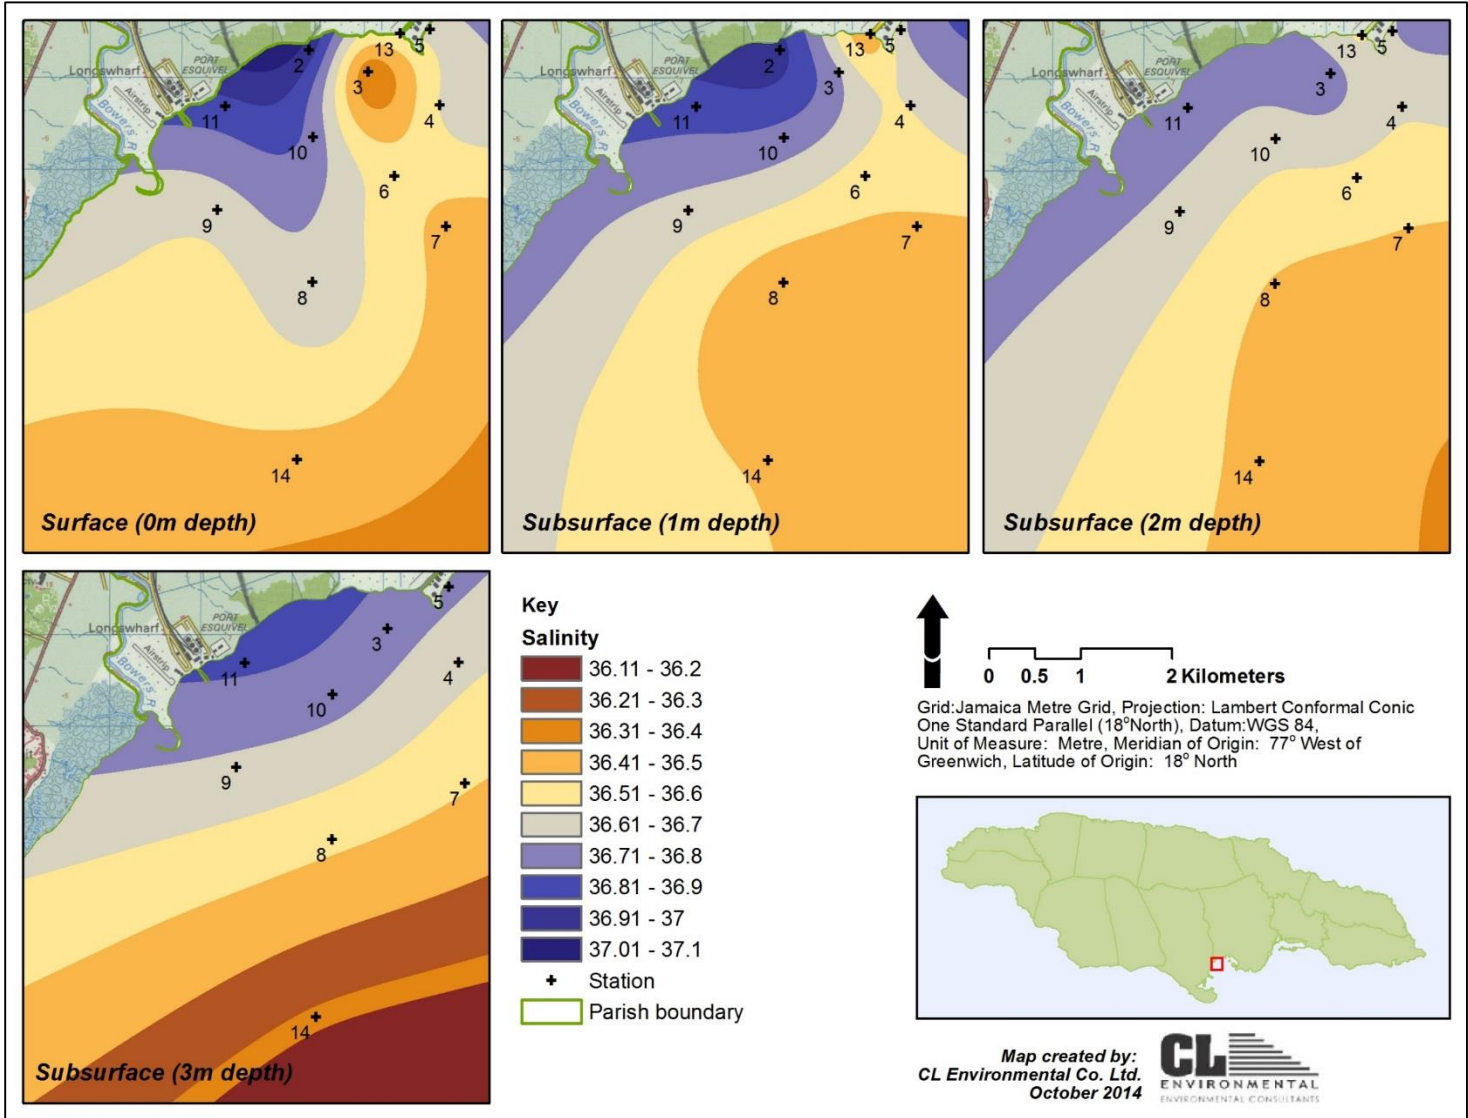 Longswharf
PORT
ESQUIVEL
Airstrip
Bowers R
2
13
5
3
11
4
10
6
9
7
8
14
Surface (0m depth)
Longswharf
PORT
ESQUIVEL
Airstrip
Bowers R
2
13
5
3
11
4
10
6
9
7
8
14
Subsurface (1m depth)
Longswharf
PORT
ESQUIVEL
Airstrip
Bowers R
13
5
3
11
4
10
6
9
7
8
14
Subsurface (2m depth)
Longswharf
PORT
ESQUIVEL
Airstrip
Bowers R
5
3
11
4
10
9
7
8
14
Subsurface (3m depth)
Key
Salinity
36.11 - 36.2
36.21 - 36.3
36.31 - 36.4
36.41 - 36.5
36.51 - 36.6
36.61 - 36.7
36.71 - 36.8
36.81 - 36.9
36.91 - 37
37.01 - 37.1
Station
Parish boundary
0 0.5 1 2 Kilometers
Grid:Jamaica Metre Grid, Projection: Lambert Conformal Conic
One Standard Parallel (18°North), Datum:WGS 84,
Unit of Measure: Metre, Meridian of Origin: 77° West of
Greenwich, Latitude of Origin: 18° North
Map created by:
CL Environmental Co. Ltd.
October 2014
CL
ENVIRONMENTAL
ENVIRONMENTAL CONSULTANTS